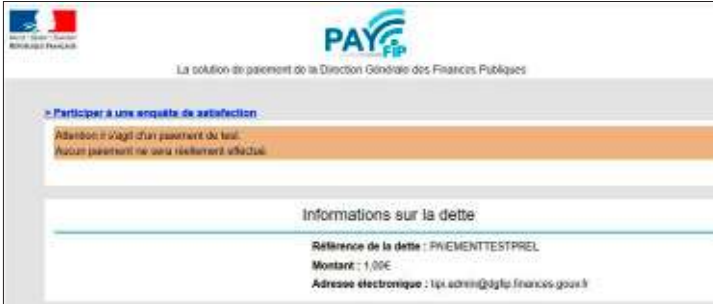 RÉPUBLIQUE FRANÇAISE
PAYFiP
La solution de paiement de la Direction Générale des Finances Publiques
> Participer à une enquête de satisfaction
Attention il s'agit d'un paiement de test.
Aucun paiement ne sera réellement effectué.
Informations sur la dette
Référence de la dette : PAIEMENTTESTPREL
Montant : 1,00€
Adresse électronique : tipi.admin@dgfip.finances.gouv.fr